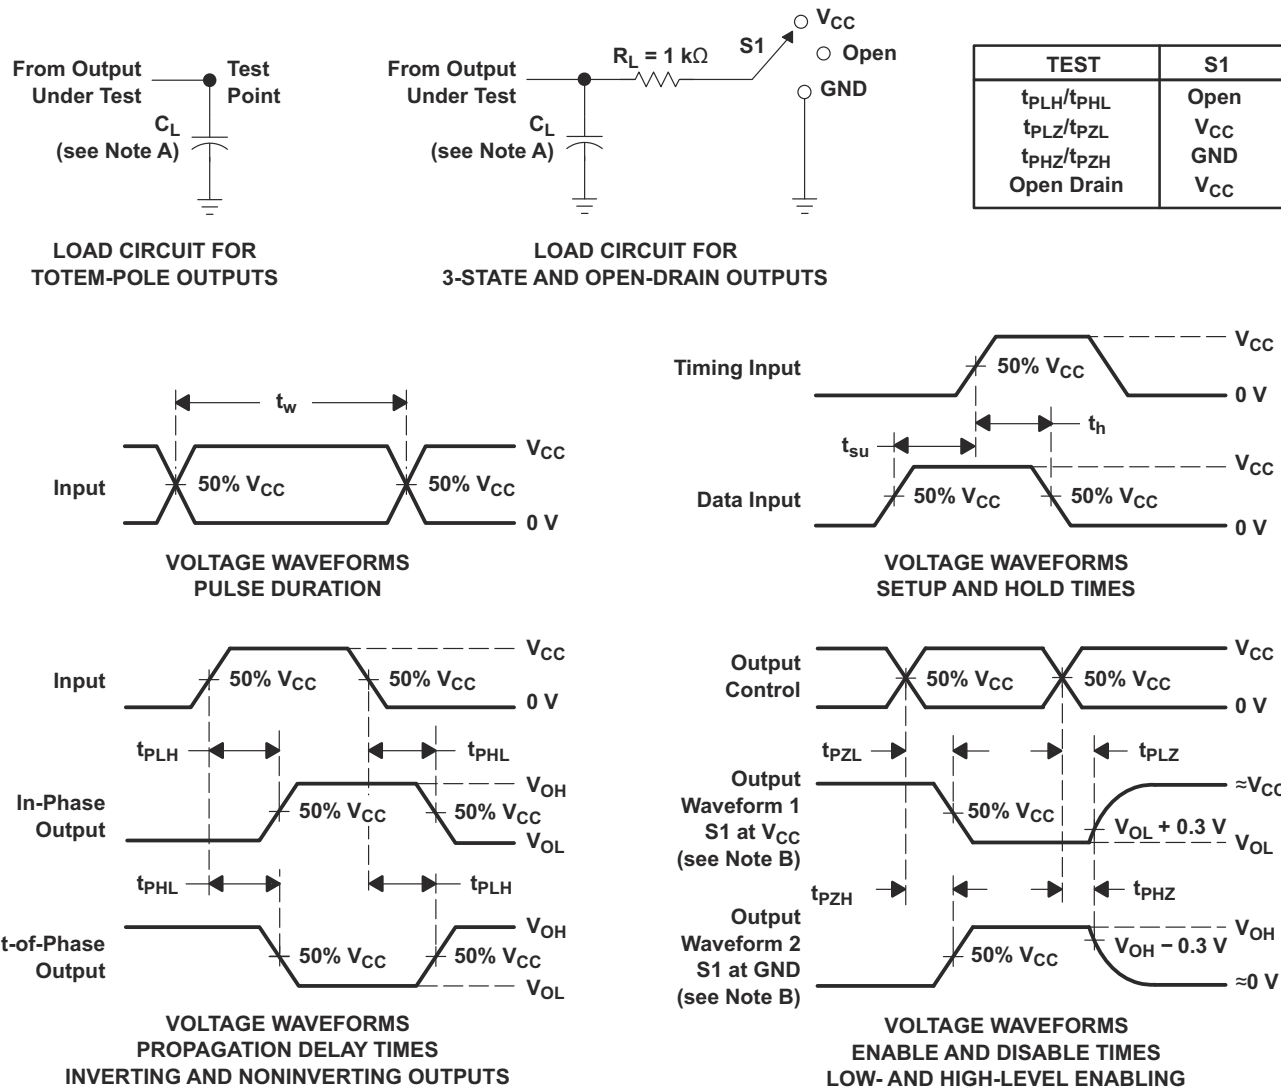 From Output
Under Test
Test
Point
CL
(see Note A)
LOAD CIRCUIT FOR
TOTEM-POLE OUTPUTS
From Output
Under Test
RL = 1 kΩ
S1
VCC
Open
GND
CL
(see Note A)
LOAD CIRCUIT FOR
3-STATE AND OPEN-DRAIN OUTPUTS
TEST S1
tPLH/tPHL Open
tPLZ/tPZL VCC
tPHZ/tPZH GND
Open Drain VCC
tw
Input
50% VCC
50% VCC
VCC
0 V
VOLTAGE WAVEFORMS
PULSE DURATION
Timing Input
50% VCC
VCC
0 V
th
tsu
Data Input
50% VCC
50% VCC
VCC
0 V
VOLTAGE WAVEFORMS
SETUP AND HOLD TIMES
Input
50% VCC
50% VCC
VCC
0 V
tPLH
tPHL
In-Phase
Output
50% VCC
50% VCC
VOH
VOL
tPHL
tPLH
t-of-Phase
Output
50% VCC
50% VCC
VOH
VOL
VOLTAGE WAVEFORMS
PROPAGATION DELAY TIMES
INVERTING AND NONINVERTING OUTPUTS
Output
Control
50% VCC
50% VCC
VCC
0 V
tPZL
tPLZ
Output
Waveform 1
S1 at VCC
(see Note B)
50% VCC
≈VCC
VOL + 0.3 V
VOL
tPZH
tPHZ
Output
Waveform 2
S1 at GND
(see Note B)
50% VCC
VOH
VOH − 0.3 V
≈0 V
VOLTAGE WAVEFORMS
ENABLE AND DISABLE TIMES
LOW- AND HIGH-LEVEL ENABLING